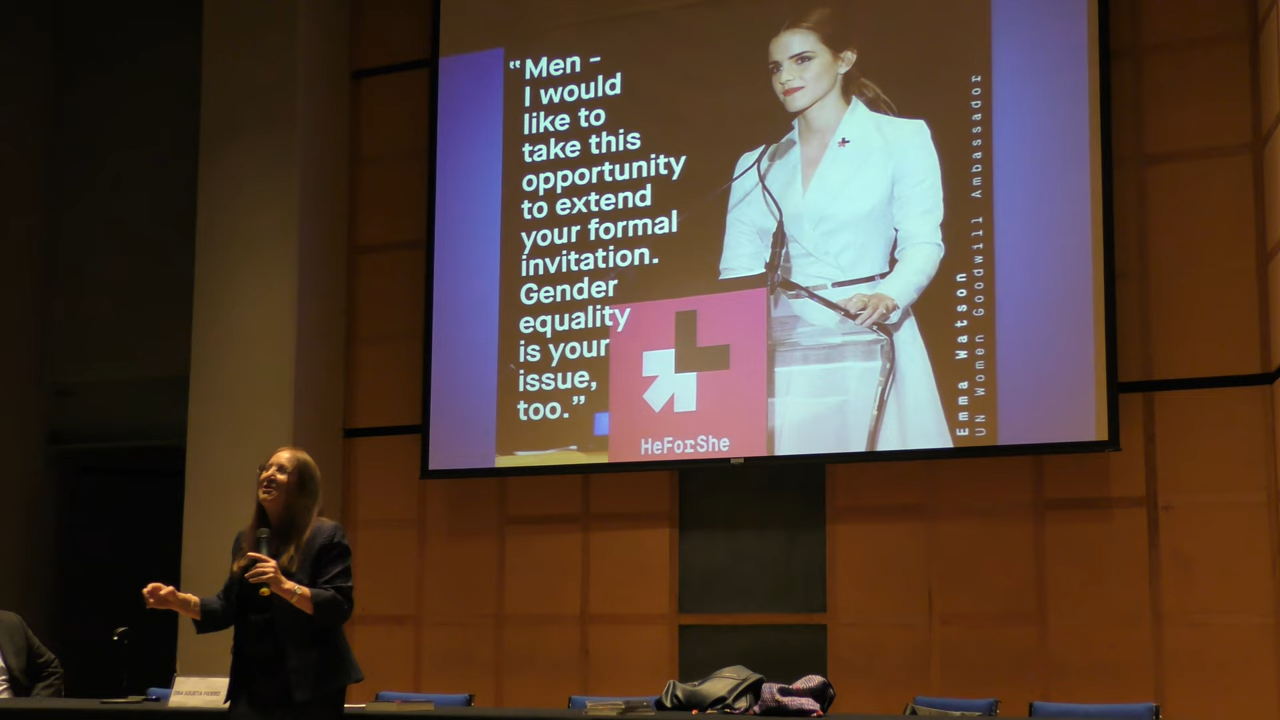 “Men -
I would
like to
take this
opportunity
to extend
your formal
invitation.
Gender
equality
is your
issue,
too.”
HeForShe
Emma Watson
UN Women Goodwill Ambassador